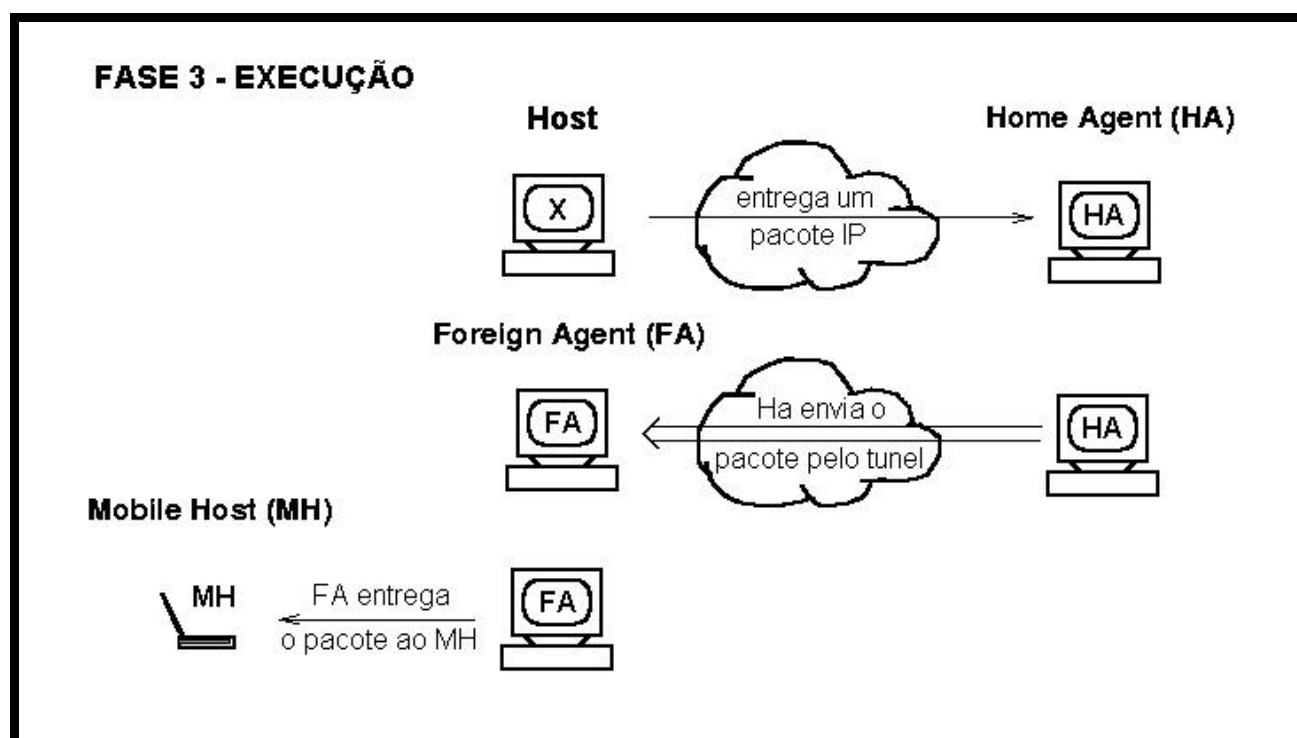 FASE 3 - EXECUÇÃO
Host
Home Agent (HA)
X
entrega um
pacote IP
HA
Foreign Agent (FA)
FA
Ha envia o
pacote pelo tunel
HA
Mobile Host (MH)
MH
FA entrega
o pacote ao MH
FA